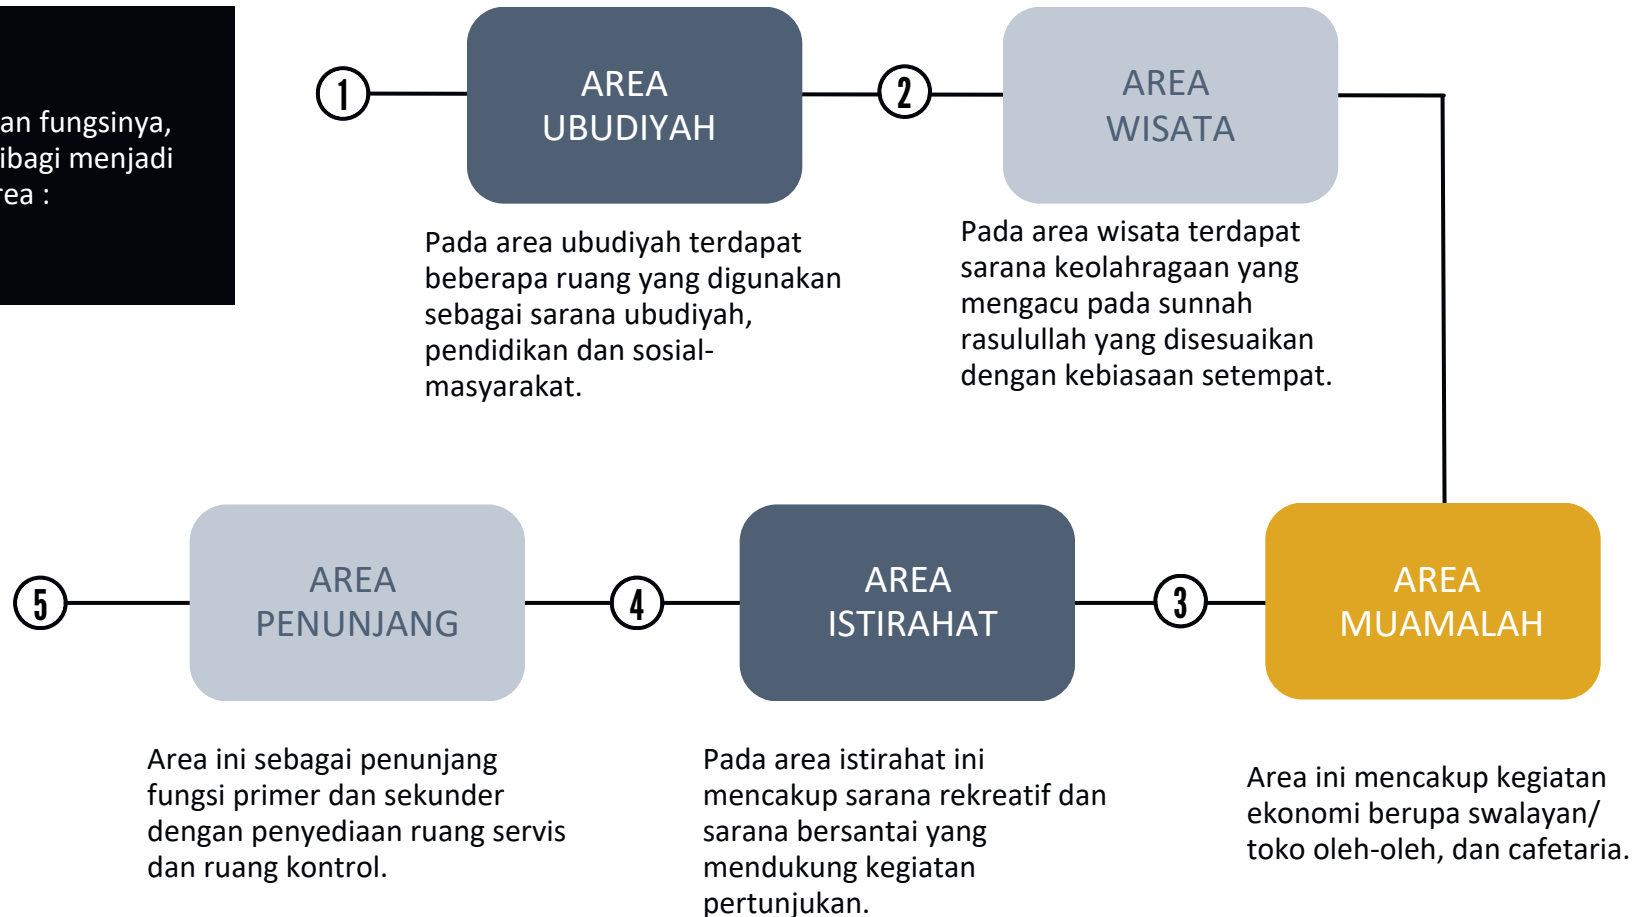 an fungsinya,
ibagi menjadi
rea :
1
AREA
UBUDIYAH
Pada area ubudiyah terdapat
beberapa ruang yang digunakan
sebagai sarana ubudiyah,
pendidikan dan sosial-
masyarakat.
2
AREA
WISATA
Pada area wisata terdapat
sarana keolahragaan yang
mengacu pada sunnah
rasulullah yang disesuaikan
dengan kebiasaan setempat.
3
AREA
MUAMALAH
Area ini mencakup kegiatan
ekonomi berupa swalayan/
toko oleh-oleh, dan cafetaria.
4
AREA
ISTIRAHAT
Pada area istirahat ini
mencakup sarana rekreatif dan
sarana bersantai yang
mendukung kegiatan
pertunjukan.
5
AREA
PENUNJANG
Area ini sebagai penunjang
fungsi primer dan sekunder
dengan penyediaan ruang servis
dan ruang kontrol.